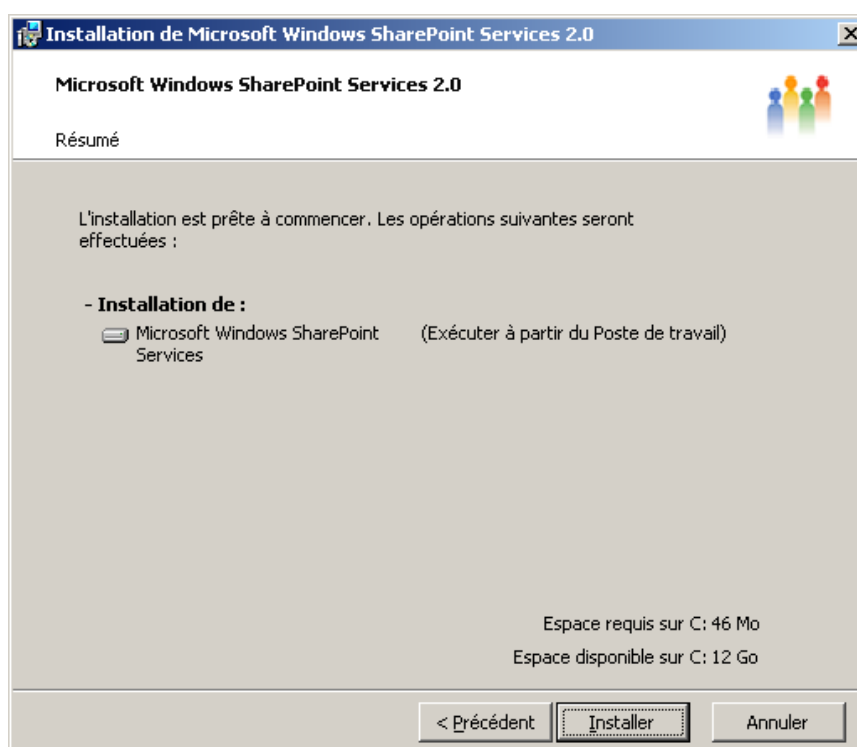 Installation de Microsoft Windows SharePoint Services 2.0
Microsoft Windows SharePoint Services 2.0
Résumé
L'installation est prête à commencer. Les opérations suivantes seront
effectuées :
- Installation de :
Microsoft Windows SharePoint (Exécuter à partir du Poste de travail)
Services
Espace requis sur C: 46 Mo
Espace disponible sur C: 12 Go
< Précédent Installer Annuler